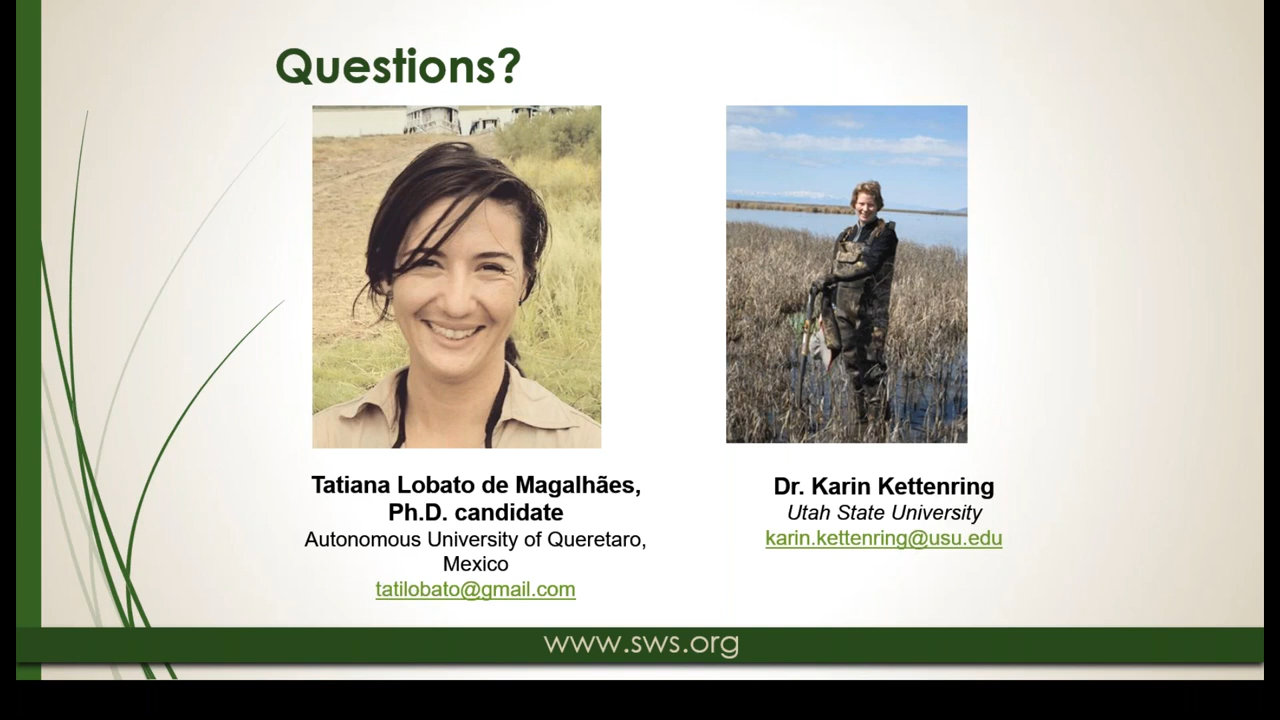 Questions?
Tatiana Lobato de Magalhães,
Ph.D. candidate
Autonomous University of Queretaro,
Mexico
tatilobato@gmail.com
Dr. Karin Kettenring
Utah State University
karin.kettenring@usu.edu
www.sws.org